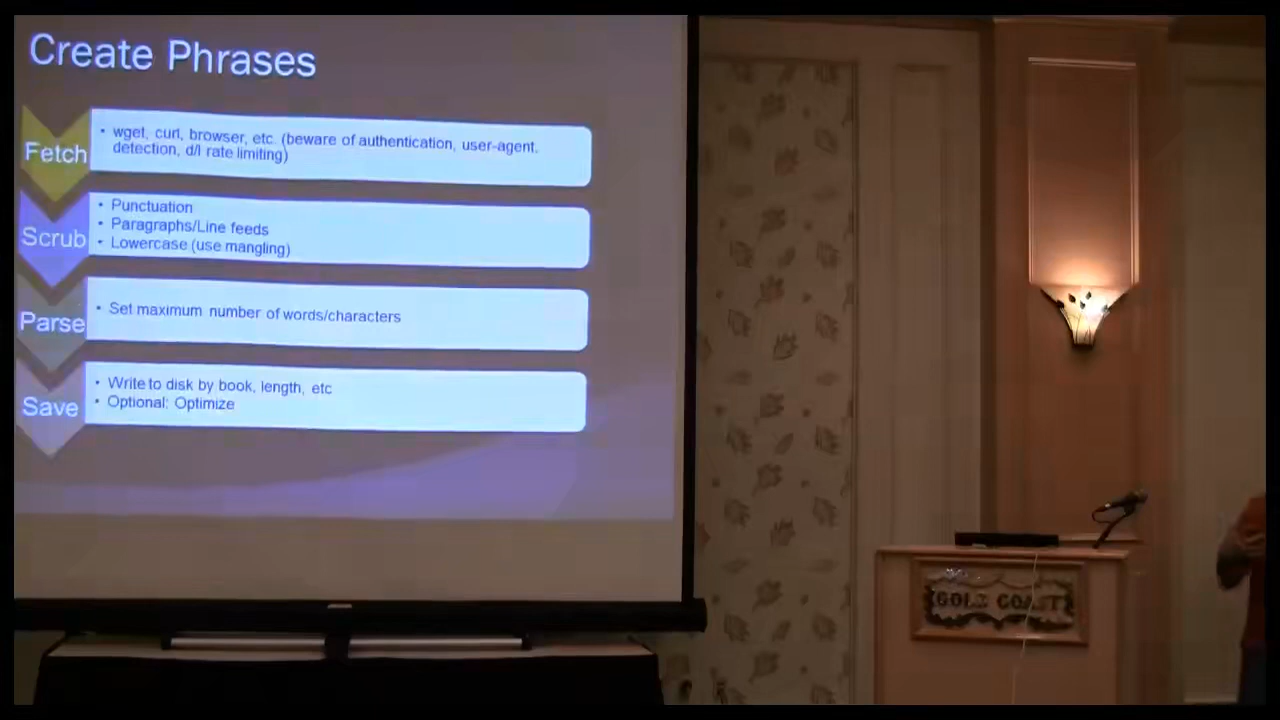 Create Phrases
Fetch
• wget, curl, browser, etc. (beware of authentication, user-agent.
detection, d/l rate limiting)
Scrub
• Punctuation
• Paragraphs/Line feeds
• Lowercase (use mangling)
Parse
• Set maximum number of words/characters
Save
• Write to disk by book, length, etc
• Optional: Optimize
GOLD COAST